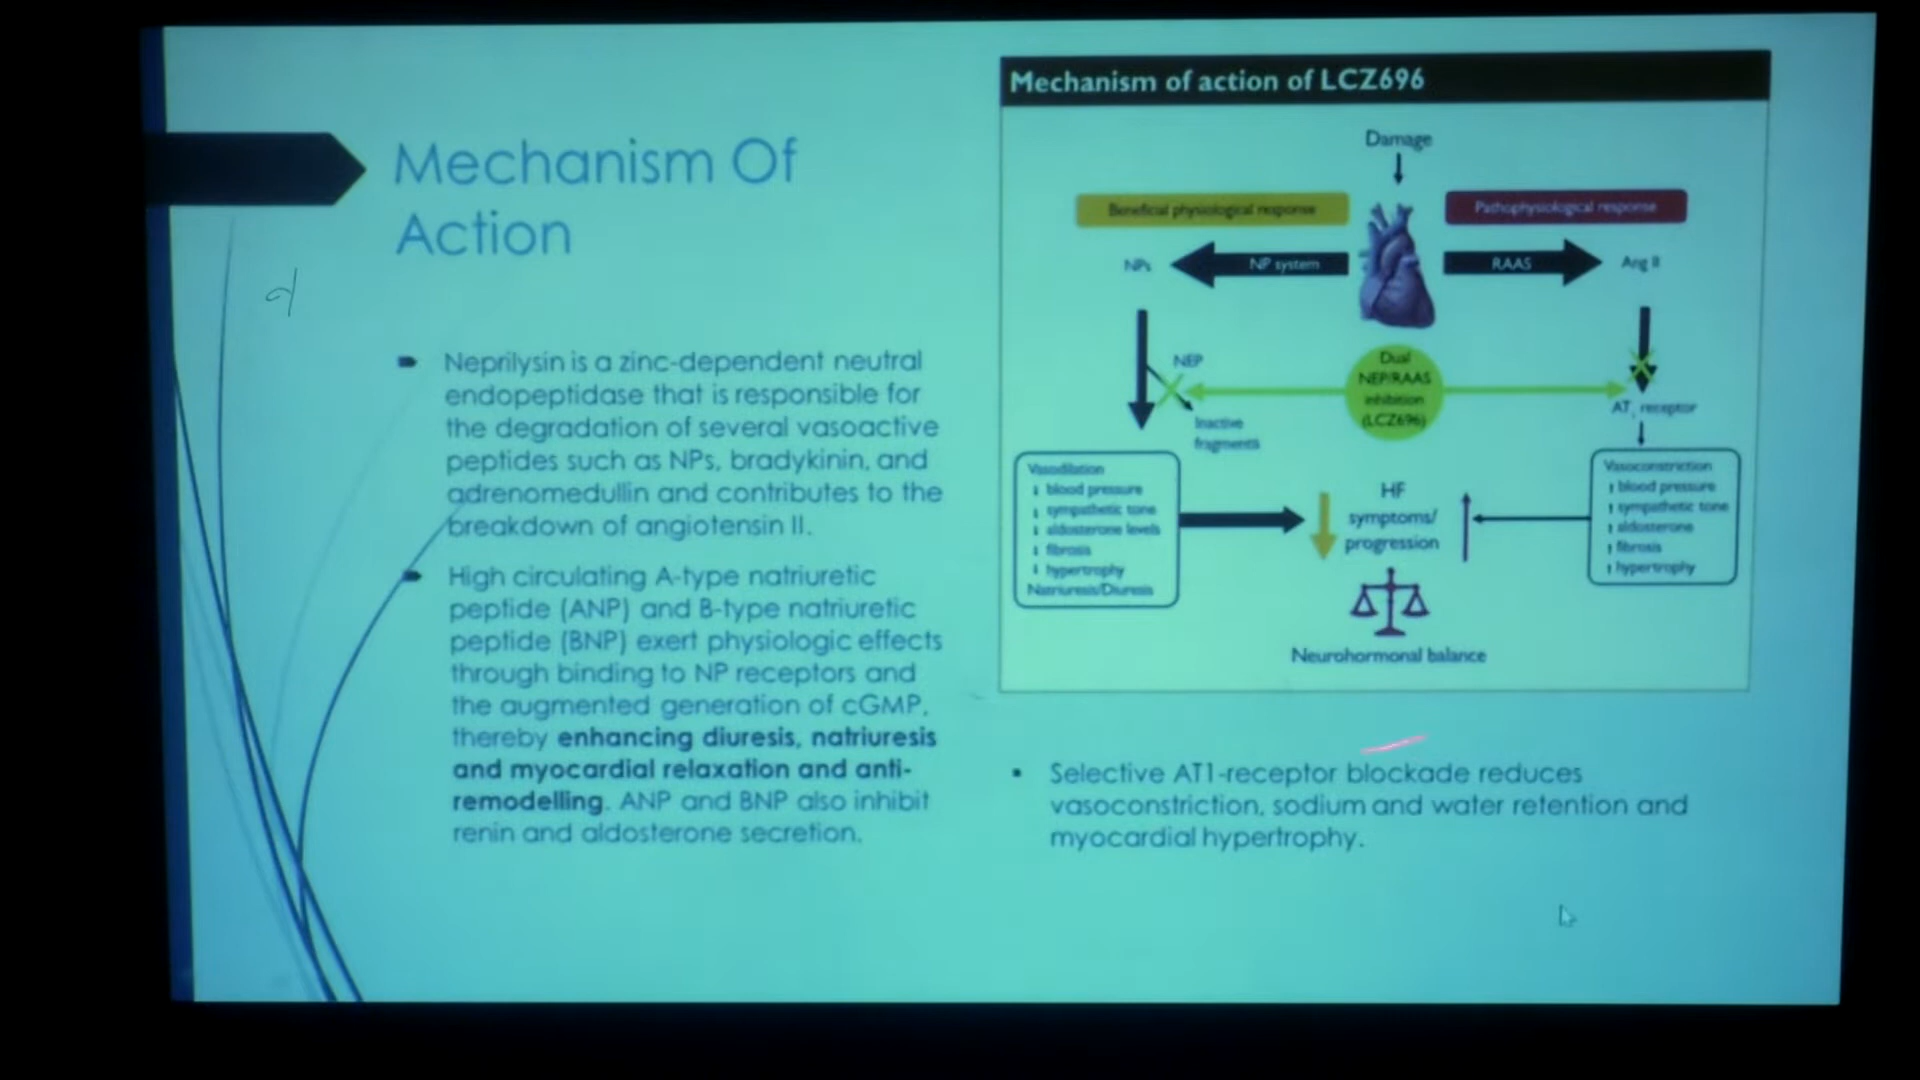 Mechanism Of
Action
Neprilysin is a zinc-dependent neutral
endopeptidase that is responsible for
the degradation of several vasoactive
peptides such as NPs, bradykinin, and
adrenomedullin and contributes to the
breakdown of angiotensin II.
High circulating A-type natriuretic
peptide (ANP) and B-type natriuretic
peptide (BNP) exert physiologic effects
through binding to NP receptors and
the augmented generation of cGMP,
thereby enhancing diuresis, natriuresis
and myocardial relaxation and anti-
remodelling. ANP and BNP also inhibit
renin and aldosterone secretion.
Mechanism of action of LCZ696
Damage
Beneficial physiological response
Pathophysiological response
NPs
NP system
RAAS
Ang II
NEP
Inactive
fragments
Dual
NEP/RAAS
inhibition
(LCZ696)
AT1 receptor
Vasodilation
↓ blood pressure
↓ sympathetic tone
↓ aldosterone levels
↓ fibrosis
↓ hypertrophy
Natriuresis/Diuresis
HF
symptoms/
progression
Vasoconstriction
↑ blood pressure
↑ sympathetic tone
↑ aldosterone
↑ fibrosis
↑ hypertrophy
Neurohormonal balance
Selective AT1-receptor blockade reduces
vasoconstriction, sodium and water retention and
myocardial hypertrophy.